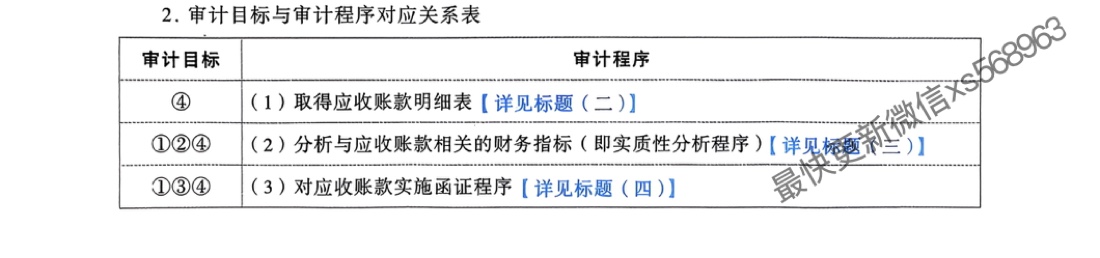 2. 审计目标与审计程序对应关系表
审计目标 审计程序
④ (1)取得应收账款明细表【详见标题(二)】
①②④ (2)分析与应收账款相关的财务指标(即实质性分析程序)【详见标题(三)】
①③④ (3)对应收账款实施函证程序【详见标题(四)】
最快更新微信xs568963